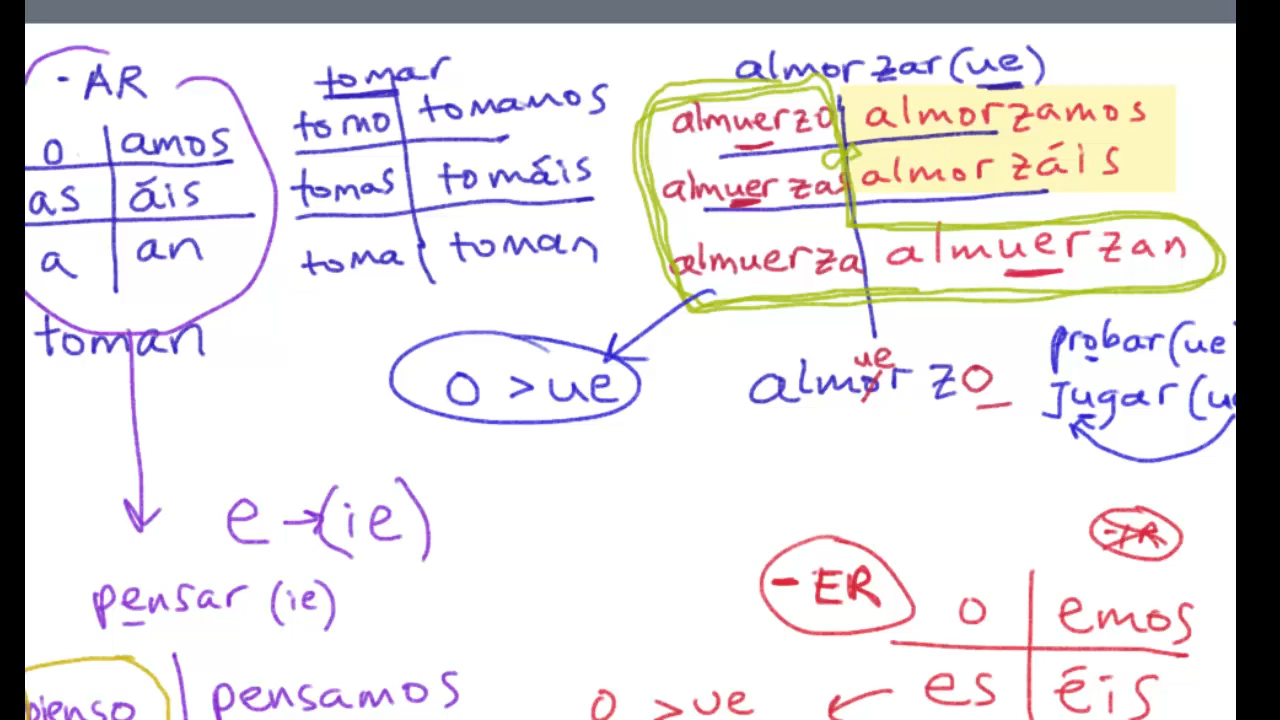 -AR
o | amos
as | áis
a | an
toman
tomar
tomo | tomamos
tomas | tomáis
toma | toman
almorzar (ue)
almuerzo | almorzamos
almuerzas | almorzáis
almuerza | almuerzan
o > ue
ue
almorzo
probar (ue
Jugar (u
e → (ie)
pensar (ie)
pienso | pensamos
-IR
-ER
o | emos
es | éis
o > ue